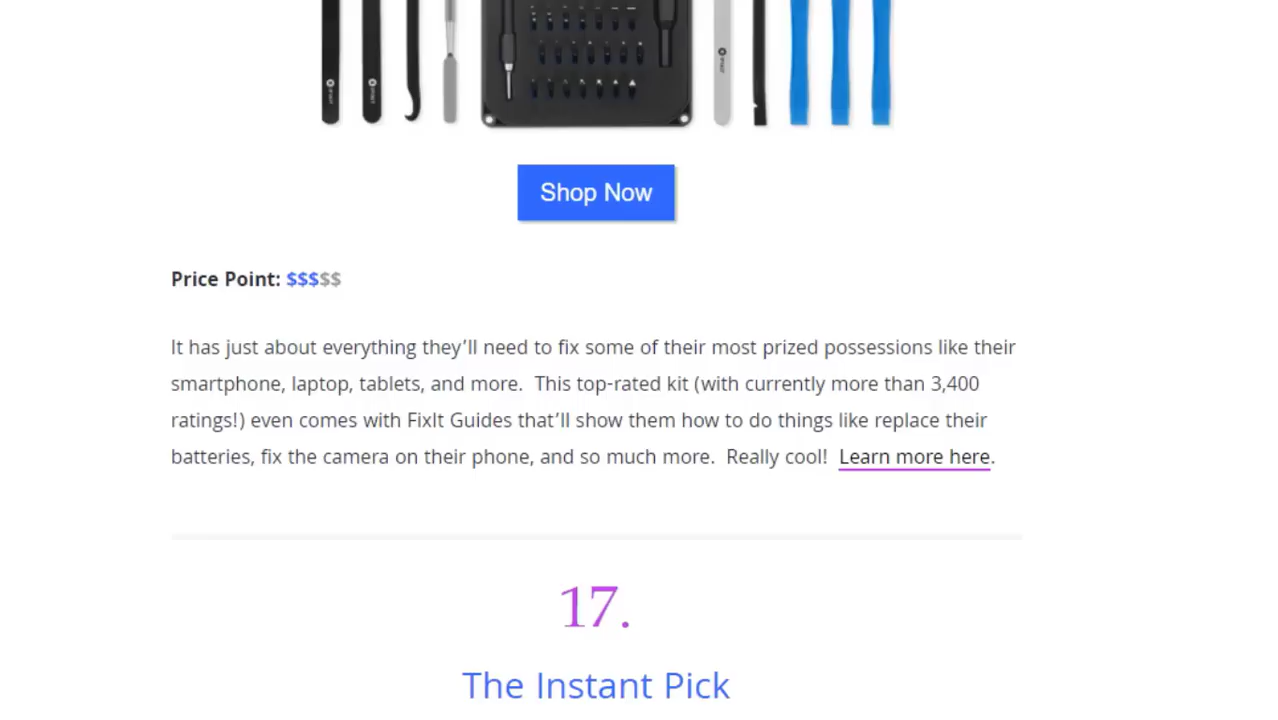 Shop Now
Price Point: $$$$$
It has just about everything they’ll need to fix some of their most prized possessions like their
smartphone, laptop, tablets, and more.  This top-rated kit (with currently more than 3,400
ratings!) even comes with FixIt Guides that’ll show them how to do things like replace their
batteries, fix the camera on their phone, and so much more.  Really cool!  Learn more here.
17.
The Instant Pick